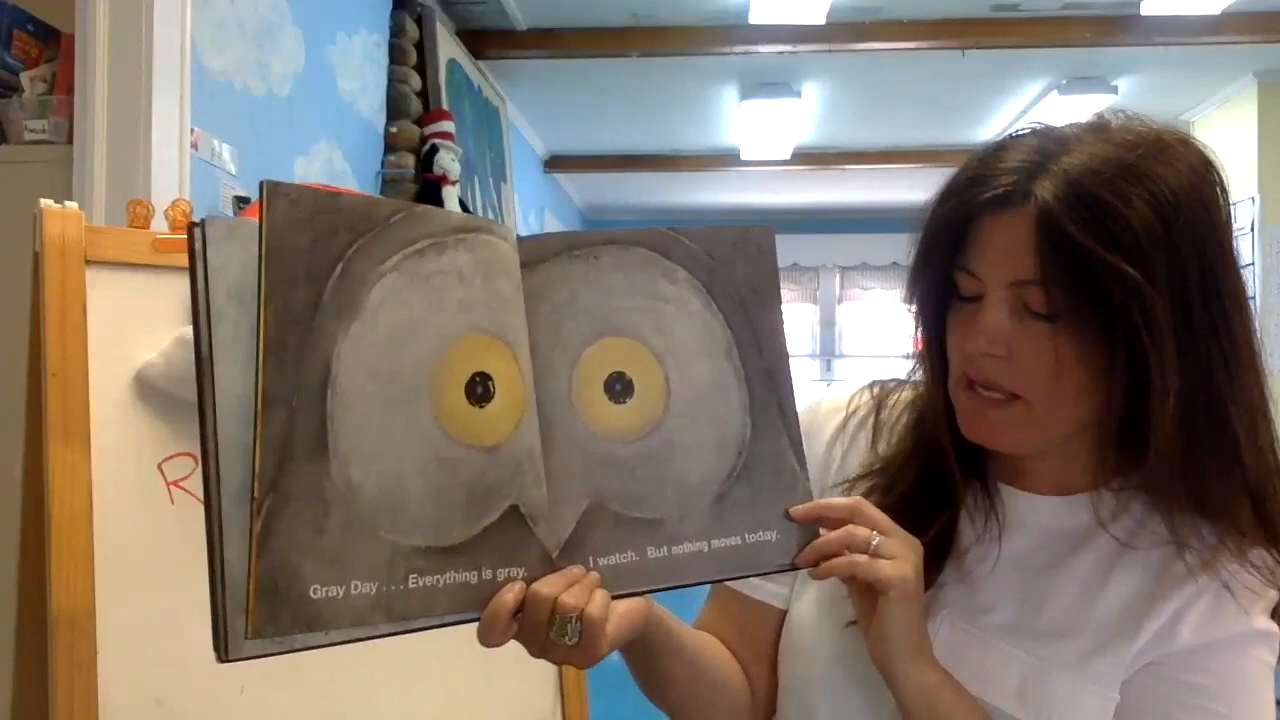 Gray Day . . . Everything is gray.
I watch. But nothing moves today.
R